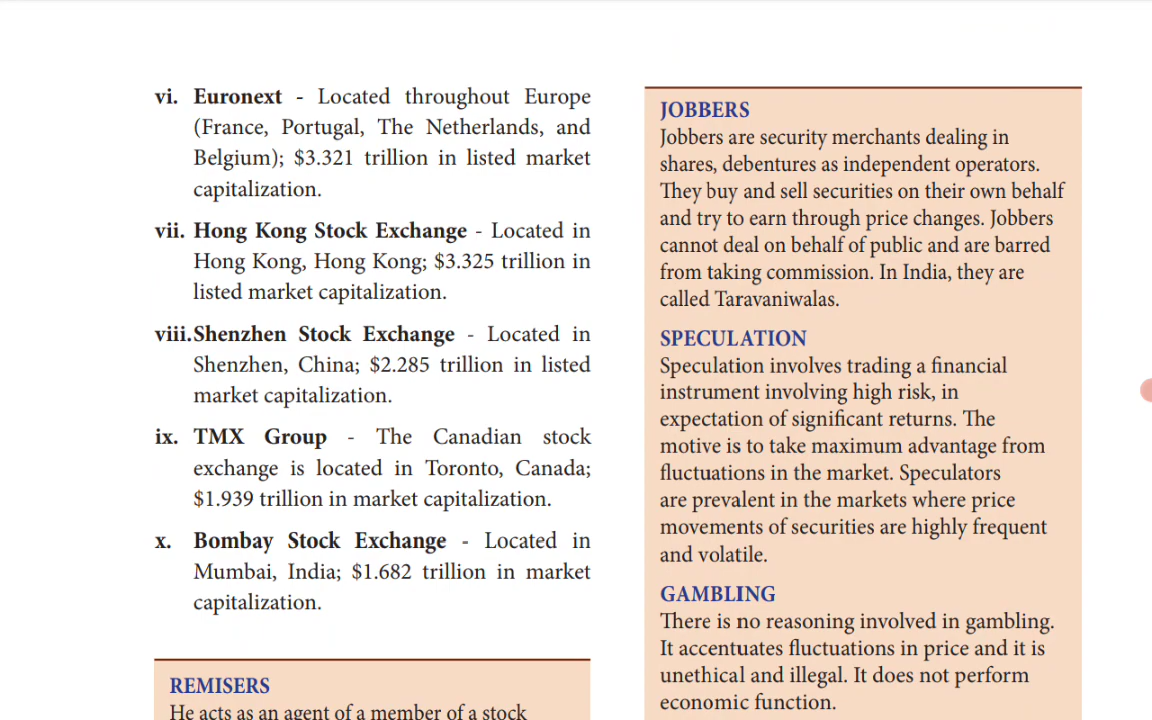 vi. Euronext - Located throughout Europe
(France, Portugal, The Netherlands, and
Belgium); $3.321 trillion in listed market
capitalization.
vii. Hong Kong Stock Exchange - Located in
Hong Kong, Hong Kong; $3.325 trillion in
listed market capitalization.
viii.Shenzhen Stock Exchange - Located in
Shenzhen, China; $2.285 trillion in listed
market capitalization.
ix. TMX Group - The Canadian stock
exchange is located in Toronto, Canada;
$1.939 trillion in market capitalization.
x. Bombay Stock Exchange - Located in
Mumbai, India; $1.682 trillion in market
capitalization.
REMISERS
He acts as an agent of a member of a stock
JOBBERS
Jobbers are security merchants dealing in
shares, debentures as independent operators.
They buy and sell securities on their own behalf
and try to earn through price changes. Jobbers
cannot deal on behalf of public and are barred
from taking commission. In India, they are
called Taravaniwalas.
SPECULATION
Speculation involves trading a financial
instrument involving high risk, in
expectation of significant returns. The
motive is to take maximum advantage from
fluctuations in the market. Speculators
are prevalent in the markets where price
movements of securities are highly frequent
and volatile.
GAMBLING
There is no reasoning involved in gambling.
It accentuates fluctuations in price and it is
unethical and illegal. It does not perform
economic function.